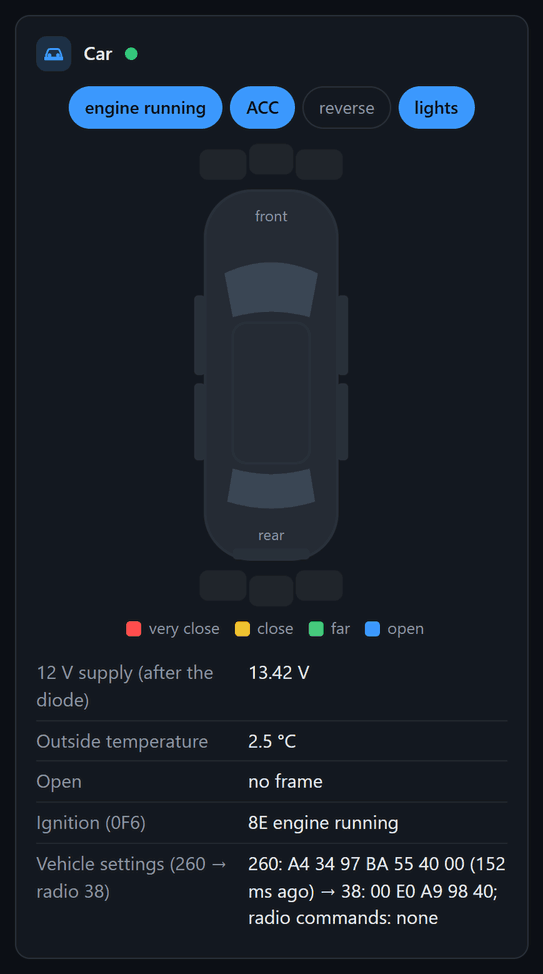 Car
engine running
ACC
reverse
lights
front
rear
very close
close
far
open
12 V supply (after the
diode)
13.42 V
Outside temperature
2.5 °C
Open
no frame
Ignition (0F6)
8E engine running
Vehicle settings (260 →
radio 38)
260: A4 34 97 BA 55 40 00 (152
ms ago) → 38: 00 E0 A9 98 40;
radio commands: none